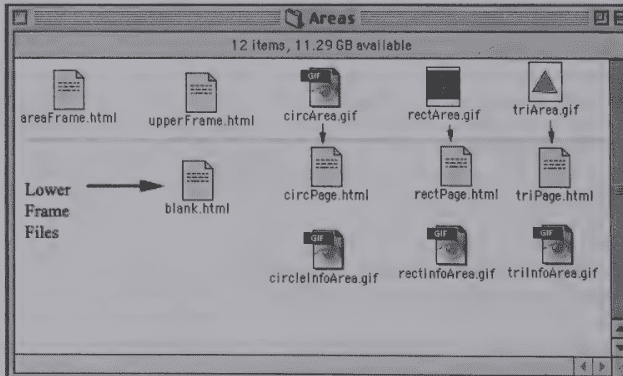 Areas
12 items, 11.29 GB available
GIF
areaFrame.html upperFrame.html circArea.gif rectArea.gif triArea.gif
Lower
Frame
Files
blank.html circPage.html rectPage.html triPage.html
GIF GIF GIF
circleInfoArea.gif rectInfoArea.gif triInfoArea.gif